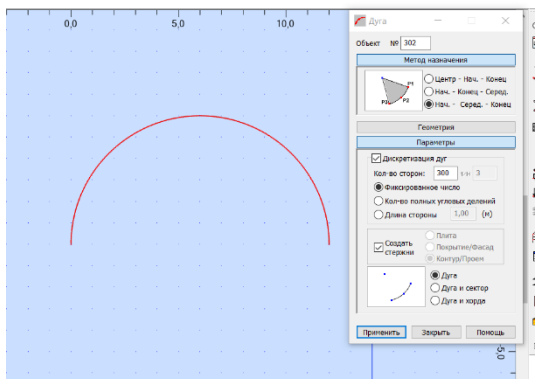 0,0 5,0 10,0
Дуга
Объект № 302
Метод назначения
P1
P2
P3
Центр - Нач. - Конец
Нач. - Конец - Серед.
Нач. - Серед. - Конец
Геометрия
Параметры
Дискретизация дуг
Кол-во сторон: 300 3
Фиксированное число
Кол-во полных угловых делений
Длина стороны 1,00 (м)
Создать стержни
Плита
Покрытие/Фасад
Контур/Проем
Дуга
Дуга и сектор
Дуга и хорда
Применить Закрыть Помощь
-5,0